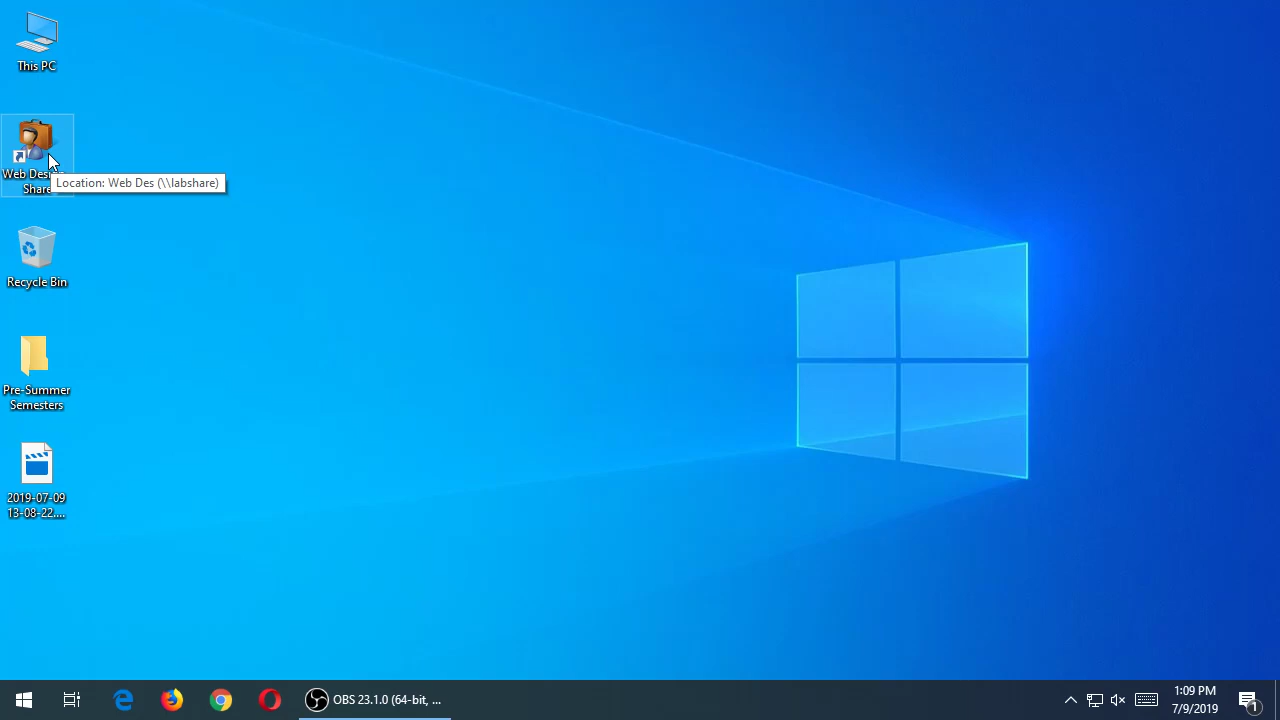 This PC
Web Des
Share
Location: Web Des (\\labshare)
Recycle Bin
Pre-Summer
Semesters
2019-07-09
13-08-22....
OBS 23.1.0 (64-bit, ...
1:09 PM
7/9/2019
1